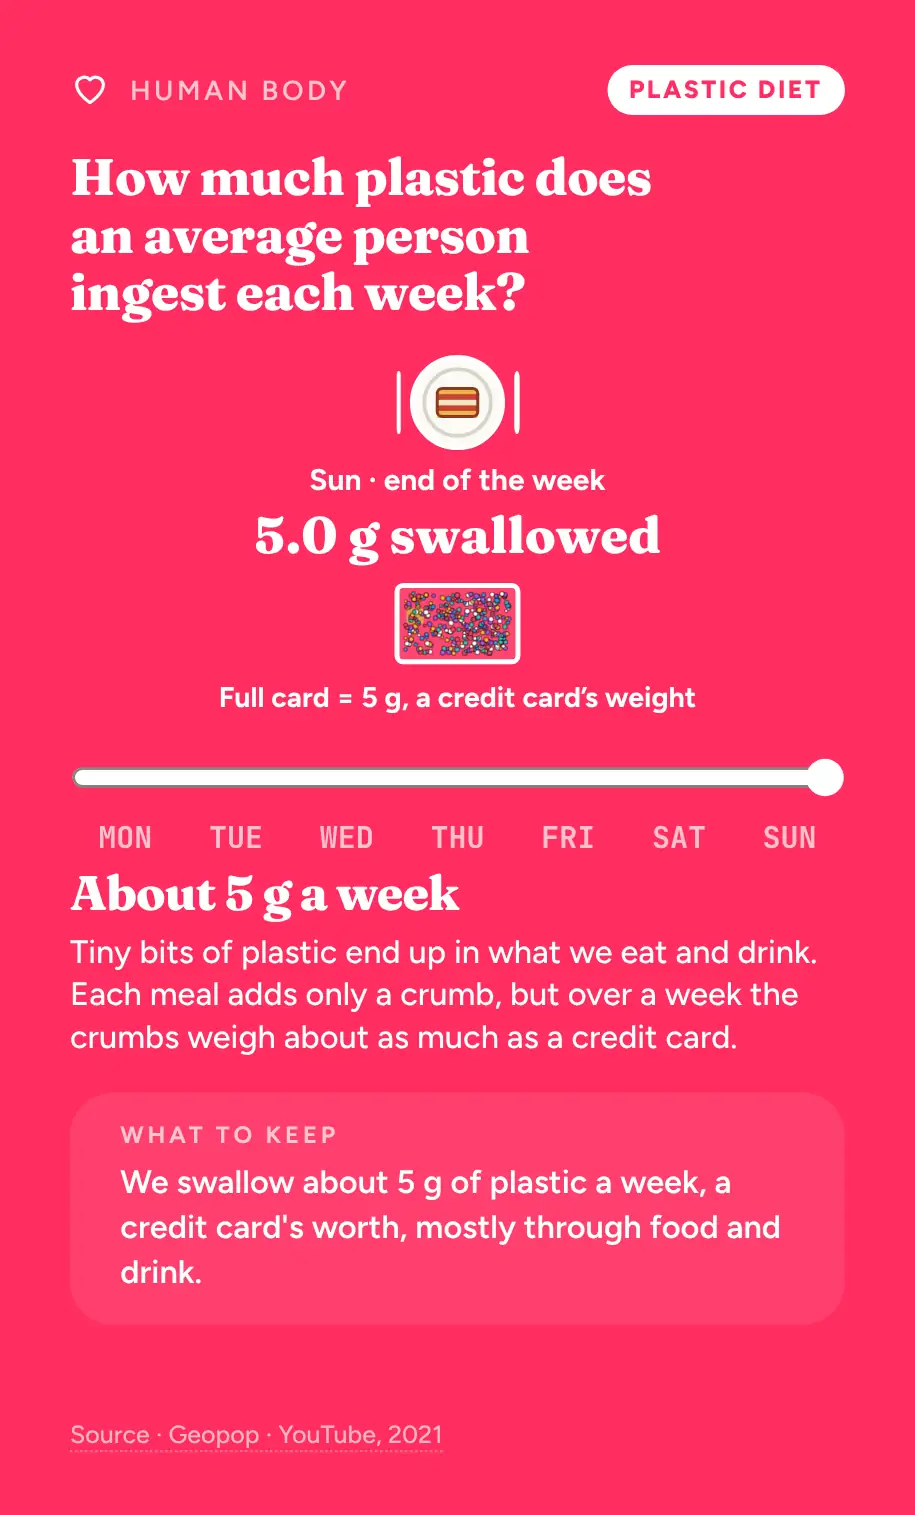 HUMAN BODY
PLASTIC DIET
How much plastic does
an average person
ingest each week?
Sun · end of the week
5.0 g swallowed
Full card = 5 g, a credit card’s weight
MON TUE WED THU FRI SAT SUN
About 5 g a week
Tiny bits of plastic end up in what we eat and drink.
Each meal adds only a crumb, but over a week the
crumbs weigh about as much as a credit card.
WHAT TO KEEP
We swallow about 5 g of plastic a week, a
credit card's worth, mostly through food and
drink.
Source · Geopop · YouTube, 2021